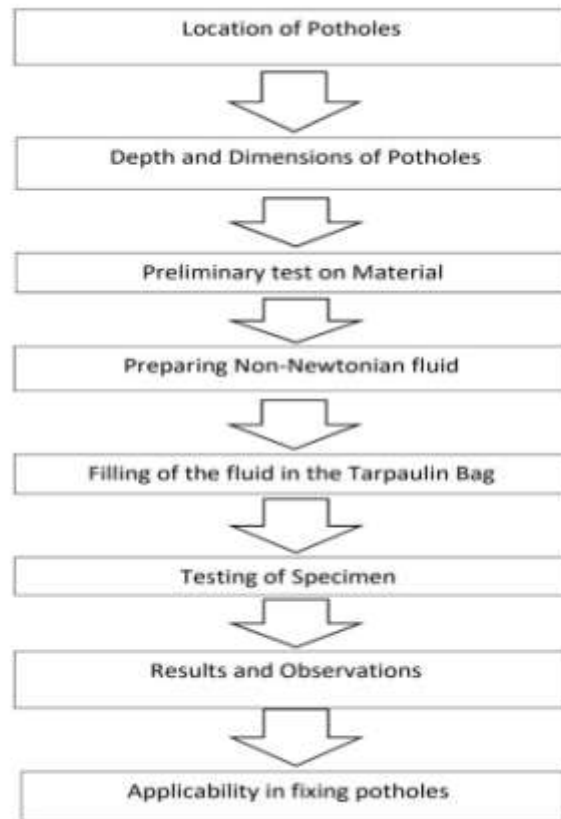 Location of Potholes
Depth and Dimensions of Potholes
Preliminary test on Material
Preparing Non-Newtonian fluid
Filling of the fluid in the Tarpaulin Bag
Testing of Specimen
Results and Observations
Applicability in fixing potholes